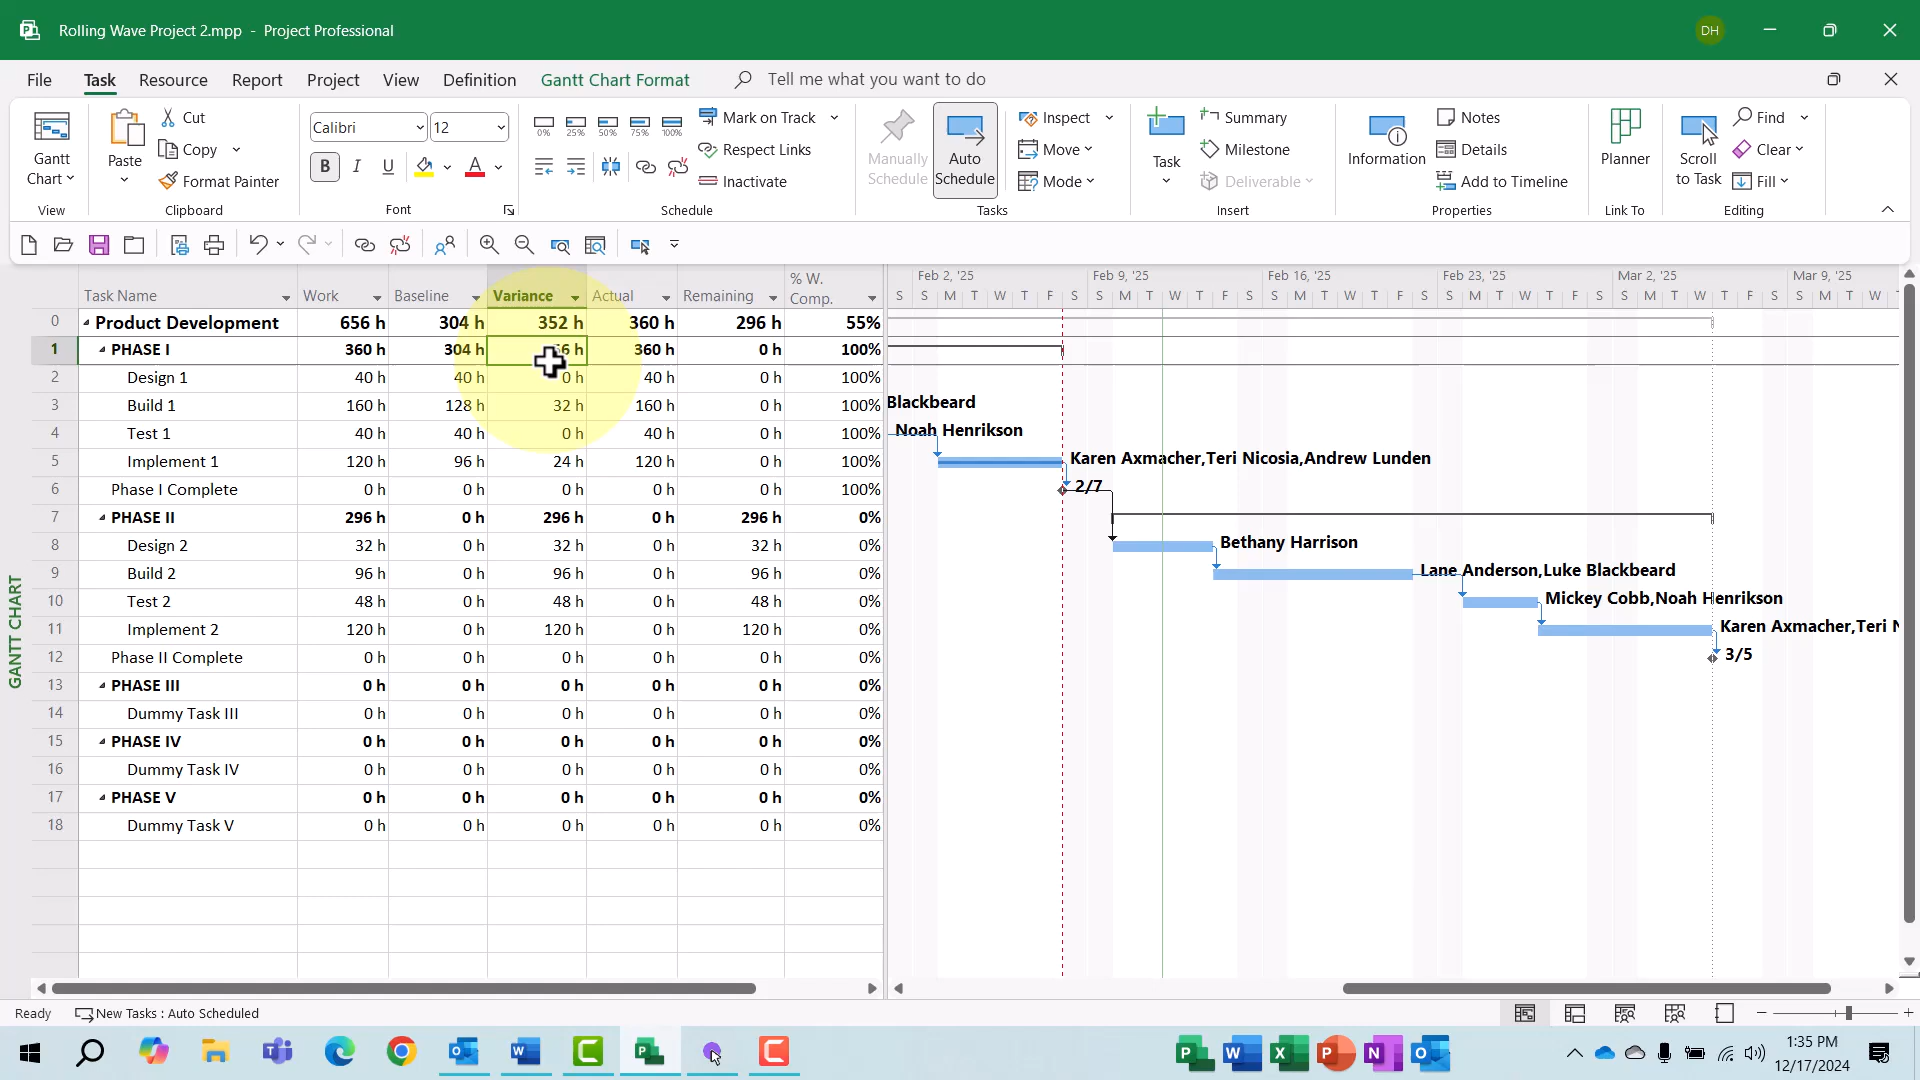 Rolling Wave Project 2.mpp - Project Professional
DH
File Task Resource Report Project View Definition Gantt Chart Format Tell me what you want to do
Gantt Chart
View
Paste
Cut
Copy
Format Painter
Clipboard
Calibri 12
B I U A
Font
0% 25% 50% 75% 100%
Mark on Track
Respect Links
Inactivate
Schedule
Manually Schedule
Auto Schedule
Inspect
Move
Mode
Tasks
Task
Summary
Milestone
Deliverable
Insert
Information
Notes
Details
Add to Timeline
Properties
Planner
Link To
Scroll to Task
Find
Clear
Fill
Editing
Task Name Work Baseline Variance Actual Remaining % W. Comp.
0 Product Development 656 h 304 h 352 h 360 h 296 h 55%
1 PHASE I 360 h 304 h 6 h 360 h 0 h 100%
2 Design 1 40 h 40 h 0 h 40 h 0 h 100%
3 Build 1 160 h 128 h 32 h 160 h 0 h 100%
4 Test 1 40 h 40 h 0 h 40 h 0 h 100%
5 Implement 1 120 h 96 h 24 h 120 h 0 h 100%
6 Phase I Complete 0 h 0 h 0 h 0 h 0 h 100%
7 PHASE II 296 h 0 h 296 h 0 h 296 h 0%
8 Design 2 32 h 0 h 32 h 0 h 32 h 0%
9 Build 2 96 h 0 h 96 h 0 h 96 h 0%
10 Test 2 48 h 0 h 48 h 0 h 48 h 0%
11 Implement 2 120 h 0 h 120 h 0 h 120 h 0%
12 Phase II Complete 0 h 0 h 0 h 0 h 0 h 0%
13 PHASE III 0 h 0 h 0 h 0 h 0 h 0%
14 Dummy Task III 0 h 0 h 0 h 0 h 0 h 0%
15 PHASE IV 0 h 0 h 0 h 0 h 0 h 0%
16 Dummy Task IV 0 h 0 h 0 h 0 h 0 h 0%
17 PHASE V 0 h 0 h 0 h 0 h 0 h 0%
18 Dummy Task V 0 h 0 h 0 h 0 h 0 h 0%
GANTT CHART
Feb 2, '25 Feb 9, '25 Feb 16, '25 Feb 23, '25 Mar 2, '25 Mar 9, '25
S S M T W T F S S M T W T F S S M T W T F S S M T W T F S S M T W T F S S M T W
Blackbeard
Noah Henrikson
Karen Axmacher,Teri Nicosia,Andrew Lunden
2/7
Bethany Harrison
Lane Anderson,Luke Blackbeard
Mickey Cobb,Noah Henrikson
Karen Axmacher,Teri N
3/5
Ready New Tasks : Auto Scheduled
1:35 PM
12/17/2024